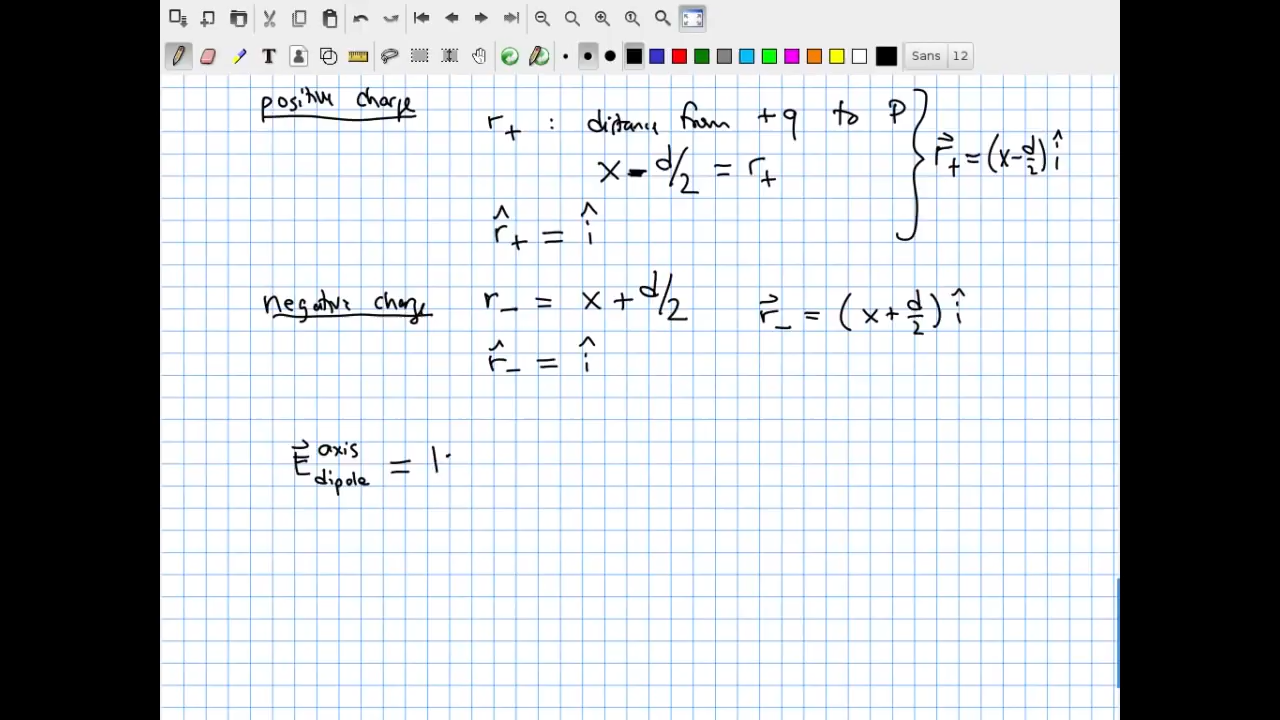 Sans 12
positive charge
r₊ : distance from +q to P
x - d/2 = r₊
r̂₊ = î
} r⃗₊ = (x - d/2) î
negative charge r₋ = x + d/2 r⃗₋ = (x + d/2) î
r̂₋ = î
E⃗ axis dipole =